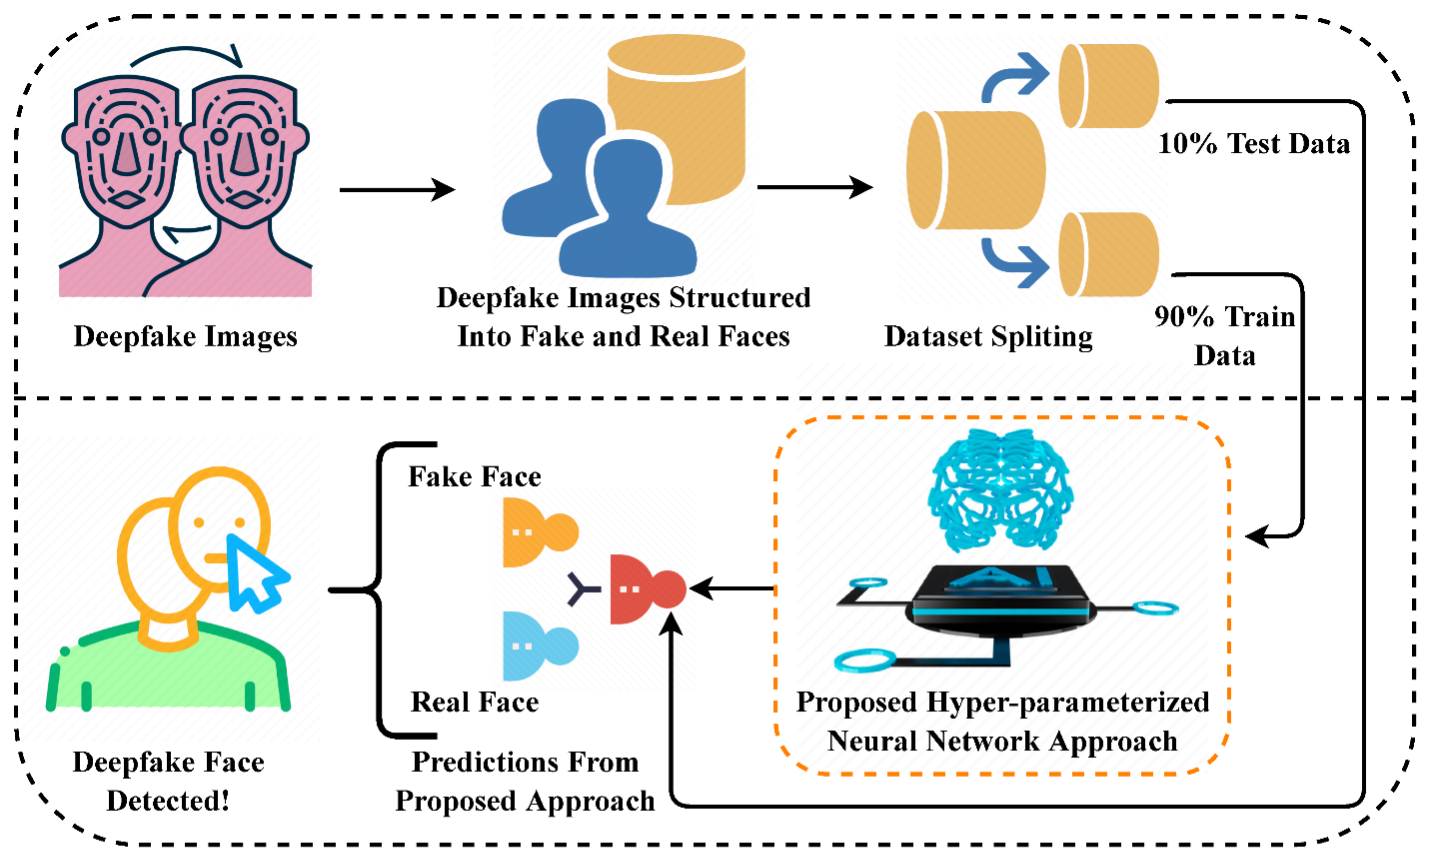 Deepfake Images
Deepfake Images Structured
Into Fake and Real Faces
Dataset Spliting
10% Test Data
90% Train
Data
Fake Face
Real Face
Deepfake Face
Detected!
Predictions From
Proposed Approach
AI
Proposed Hyper-parameterized
Neural Network Approach